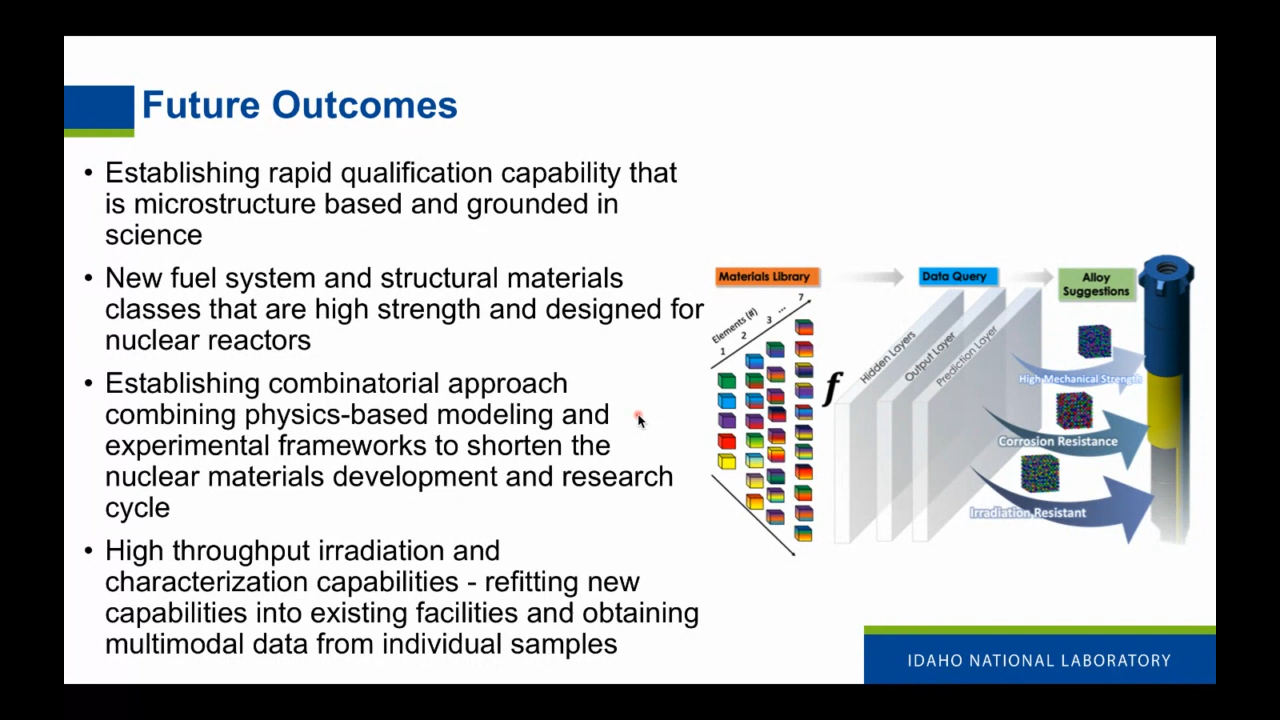 Future Outcomes
• Establishing rapid qualification capability that
is microstructure based and grounded in
science
• New fuel system and structural materials
classes that are high strength and designed for
nuclear reactors
• Establishing combinatorial approach
combining physics-based modeling and
experimental frameworks to shorten the
nuclear materials development and research
cycle
• High throughput irradiation and
characterization capabilities - refitting new
capabilities into existing facilities and obtaining
multimodal data from individual samples
Materials Library
Data Query
Alloy
Suggestions
Elements (#)
1 2 3 ... 7
f
Hidden Layers
Output Layer
Prediction Layer
High Mechanical Strength
Corrosion Resistance
Irradiation Resistant
IDAHO NATIONAL LABORATORY